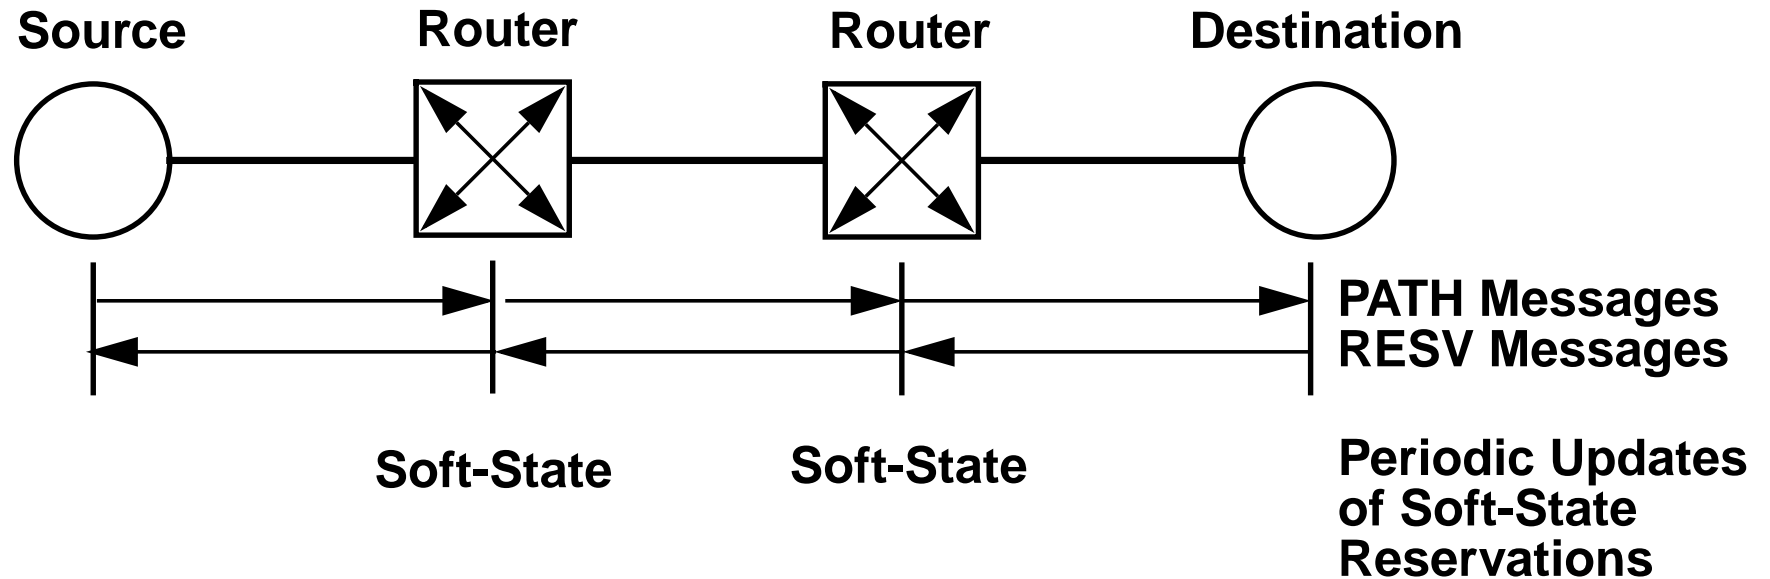 Source
Router
Router
Destination
PATH Messages
RESV Messages
Soft-State
Soft-State
Periodic Updates
of Soft-State
Reservations